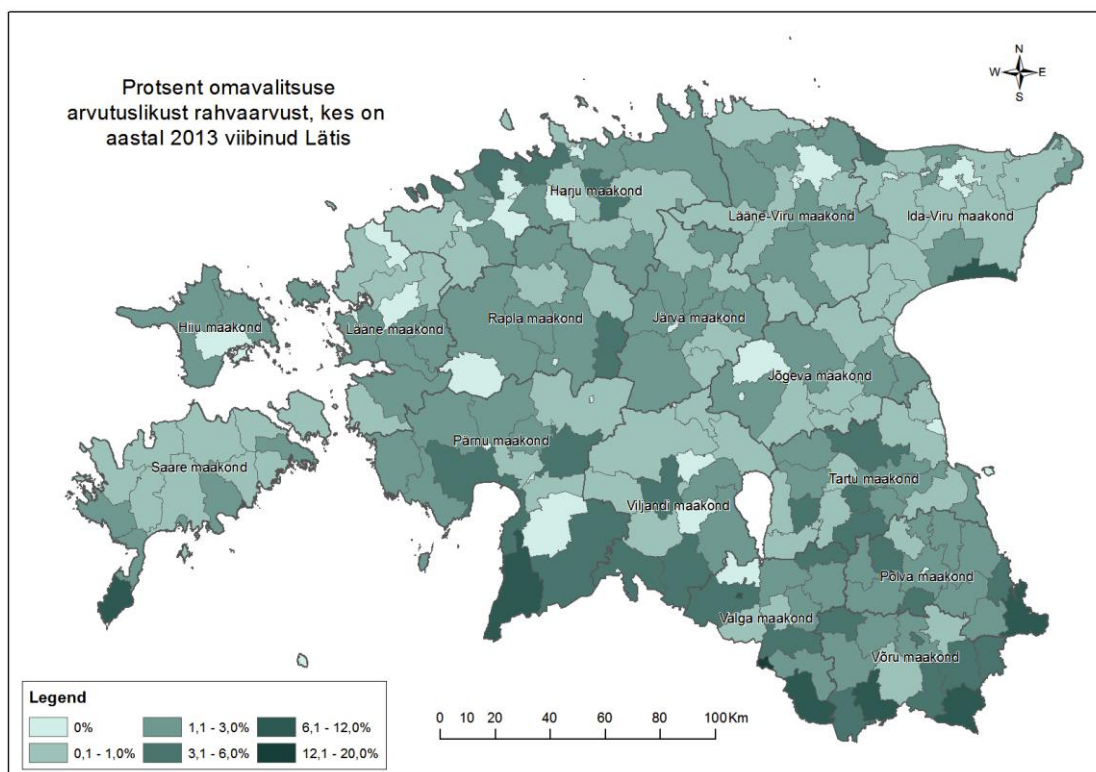 Protsent omavalitsuse
arvutuslikust rahvaarvust, kes on
aastal 2013 viibinud Lätis
N
W E
S
Harju maakond
Lääne-Viru maakond
Ida-Viru maakond
Hiiu maakond
Lääne maakond
Rapla maakond
Järva maakond
Jõgeva maakond
Saare maakond
Pärnu maakond
Viljandi maakond
Tartu maakond
Põlva maakond
Valga maakond
Võru maakond
Legend
0% 1,1 - 3,0% 6,1 - 12,0%
0,1 - 1,0% 3,1 - 6,0% 12,1 - 20,0%
0 20 40 60 80 100 Km